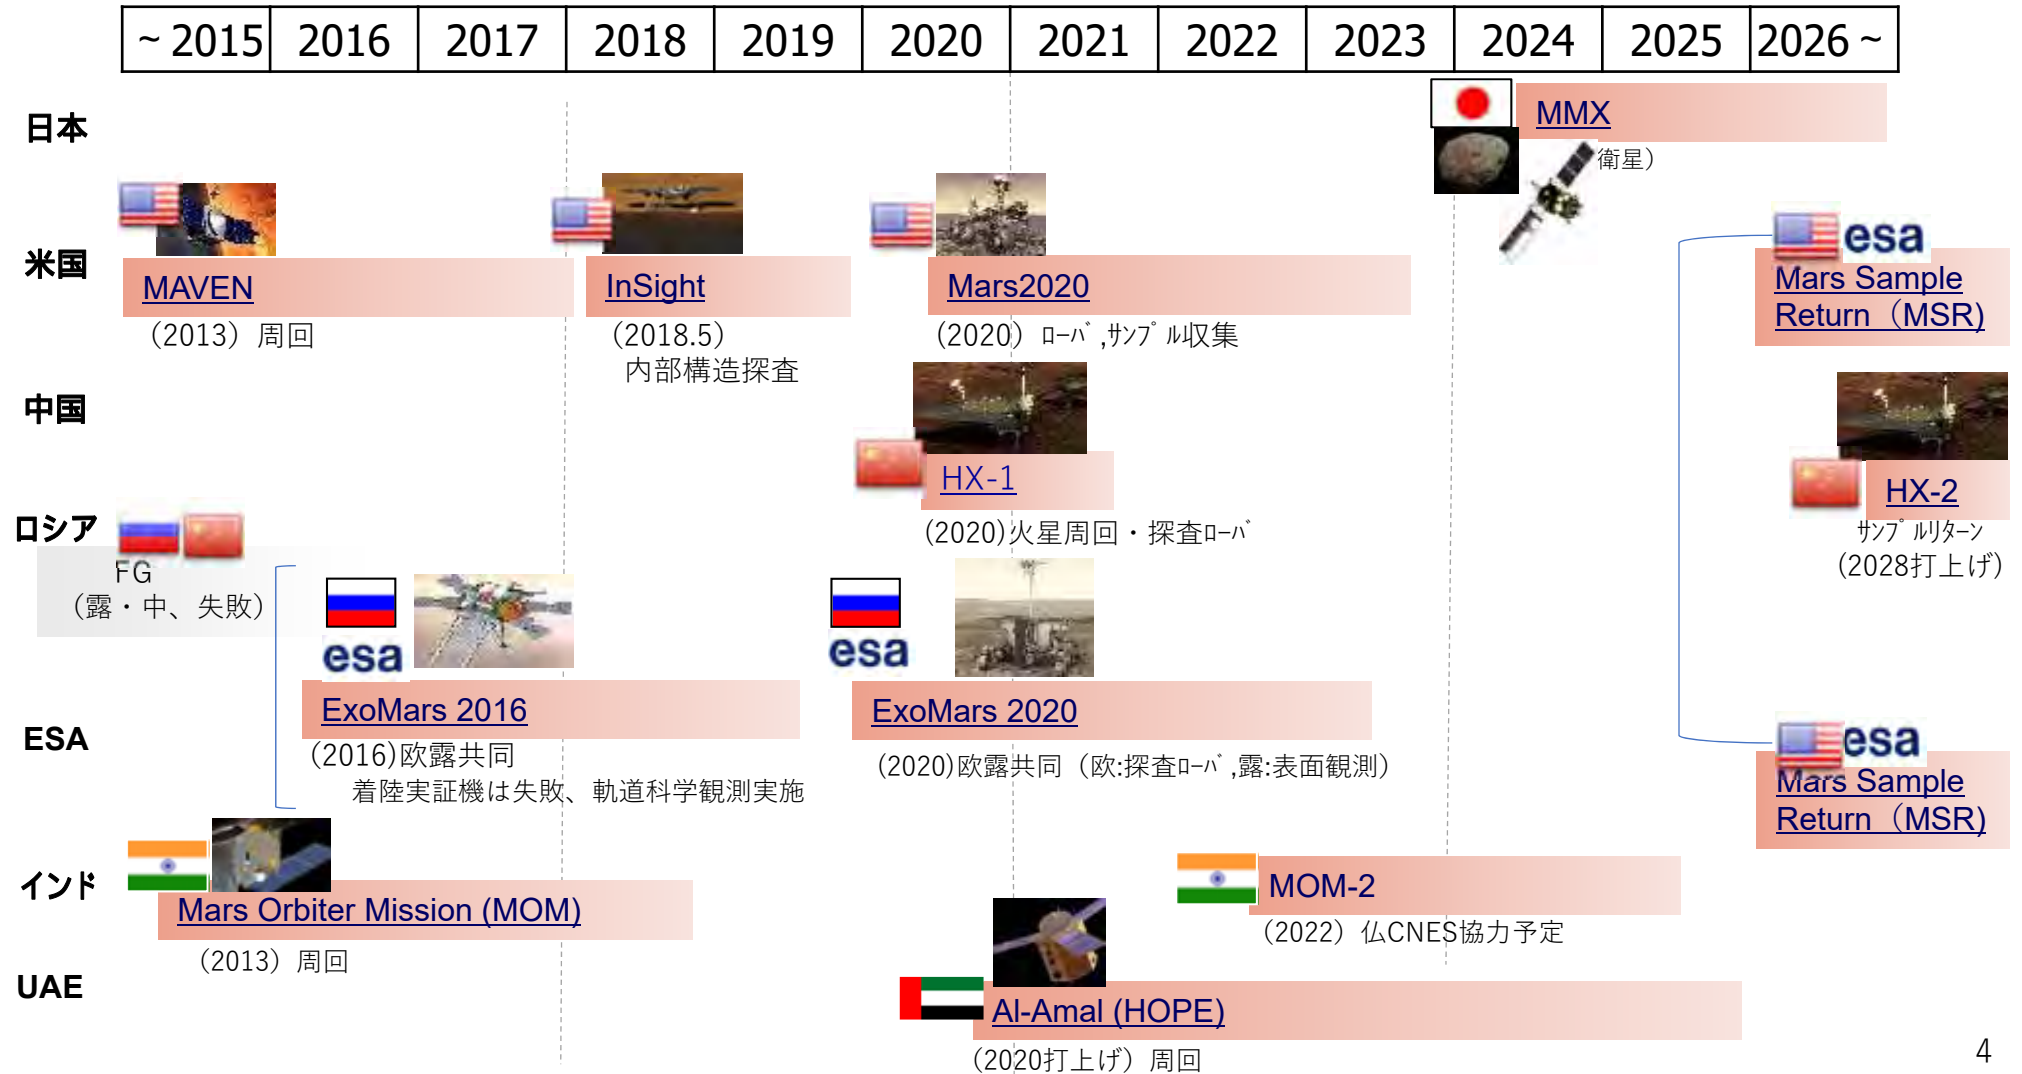 ~ 2015 2016 2017 2018 2019 2020 2021 2022 2023 2024 2025 2026 ~
日本
MMX
衛星）
米国
MAVEN
（2013）周回
InSight
（2018.5）
内部構造探査
Mars2020
（2020）ﾛｰﾊﾞ,ｻﾝﾌﾟﾙ収集
esa
Mars Sample
Return（MSR)
中国
HX-1
(2020)火星周回・探査ﾛｰﾊﾞ
HX-2
ｻﾝﾌﾟﾙﾘﾀｰﾝ
（2028打上げ）
ロシア
FG
（露・中、失敗）
esa
ExoMars 2016
(2016)欧露共同
着陸実証機は失敗、軌道科学観測実施
esa
ExoMars 2020
(2020)欧露共同（欧:探査ﾛｰﾊﾞ,露:表面観測）
ESA
esa
Mars Sample
Return（MSR)
インド
Mars Orbiter Mission (MOM)
（2013）周回
MOM-2
（2022）仏CNES協力予定
UAE
Al-Amal (HOPE)
（2020打上げ）周回
4